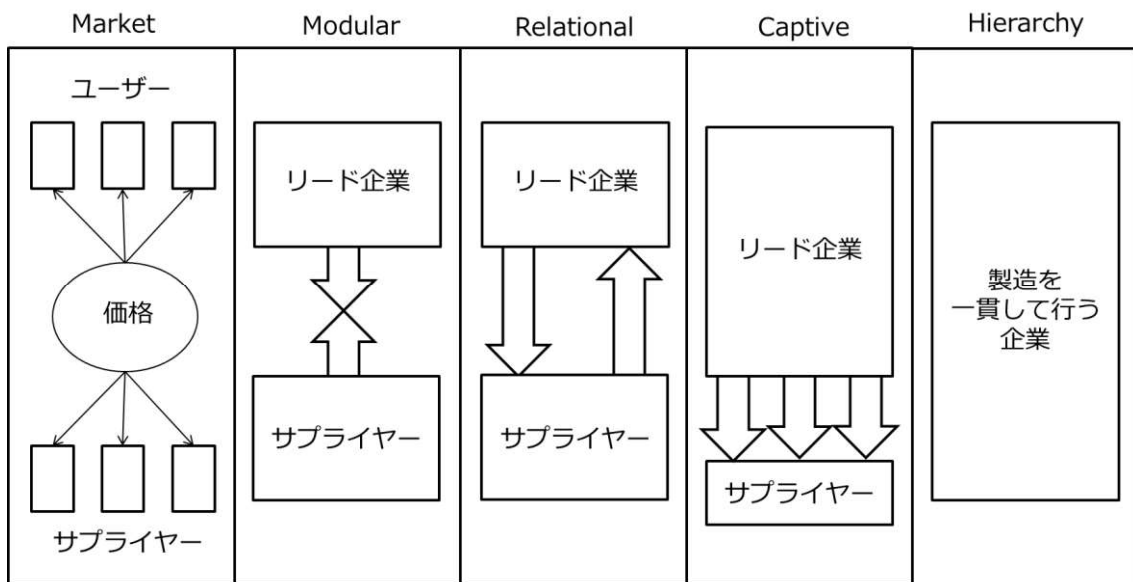 Market
Modular
Relational
Captive
Hierarchy
ユーザー
価格
サプライヤー
リード企業
サプライヤー
リード企業
サプライヤー
リード企業
サプライヤー
製造を
一貫して行う
企業